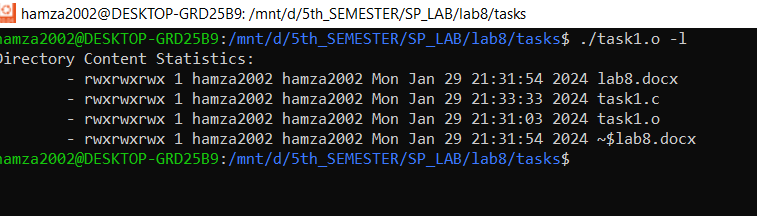 hamza2002@DESKTOP-GRD25B9: /mnt/d/5th_SEMESTER/SP_LAB/lab8/tasks
hamza2002@DESKTOP-GRD25B9:/mnt/d/5th_SEMESTER/SP_LAB/lab8/tasks$ ./task1.o -l
Directory Content Statistics:
- rwxrwxrwx 1 hamza2002 hamza2002 Mon Jan 29 21:31:54 2024 lab8.docx
- rwxrwxrwx 1 hamza2002 hamza2002 Mon Jan 29 21:33:33 2024 task1.c
- rwxrwxrwx 1 hamza2002 hamza2002 Mon Jan 29 21:31:03 2024 task1.o
- rwxrwxrwx 1 hamza2002 hamza2002 Mon Jan 29 21:31:54 2024 ~$lab8.docx
hamza2002@DESKTOP-GRD25B9:/mnt/d/5th_SEMESTER/SP_LAB/lab8/tasks$